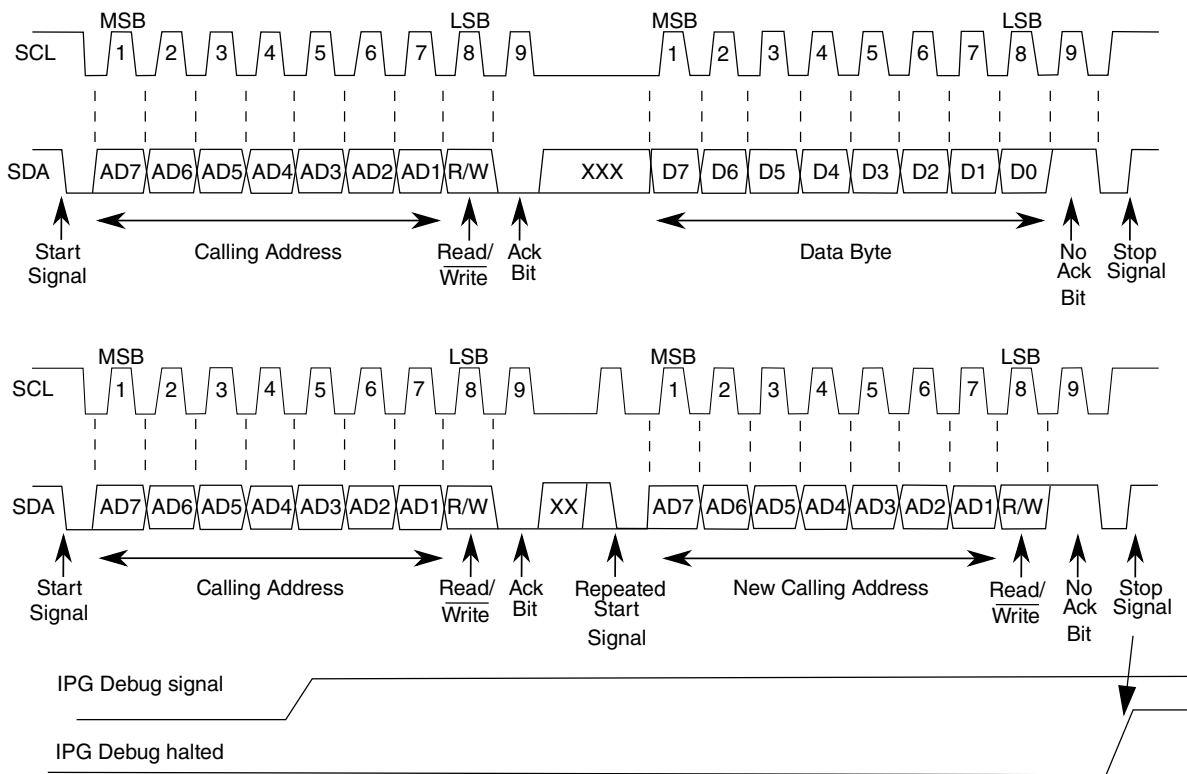 MSB LSB MSB LSB
SCL 1 2 3 4 5 6 7 8 9 1 2 3 4 5 6 7 8 9
SDA AD7 AD6 AD5 AD4 AD3 AD2 AD1 R/W XXX D7 D6 D5 D4 D3 D2 D1 D0
Start Signal
Calling Address
Read/Write
Ack Bit
Data Byte
No Ack Bit
Stop Signal
MSB LSB MSB LSB
SCL 1 2 3 4 5 6 7 8 9 1 2 3 4 5 6 7 8 9
SDA AD7 AD6 AD5 AD4 AD3 AD2 AD1 R/W XX AD7 AD6 AD5 AD4 AD3 AD2 AD1 R/W
Start Signal
Calling Address
Read/Write
Ack Bit
Repeated Start Signal
New Calling Address
Read/Write
No Ack Bit
Stop Signal
IPG Debug signal
IPG Debug halted